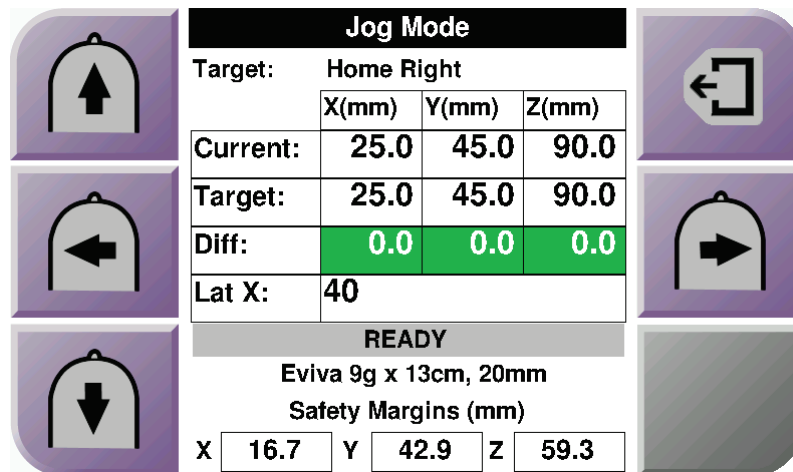 Jog Mode
Target: Home Right
X(mm) Y(mm) Z(mm)
Current: 25.0 45.0 90.0
Target: 25.0 45.0 90.0
Diff: 0.0 0.0 0.0
Lat X: 40
READY
Eviva 9g x 13cm, 20mm
Safety Margins (mm)
X 16.7 Y 42.9 Z 59.3